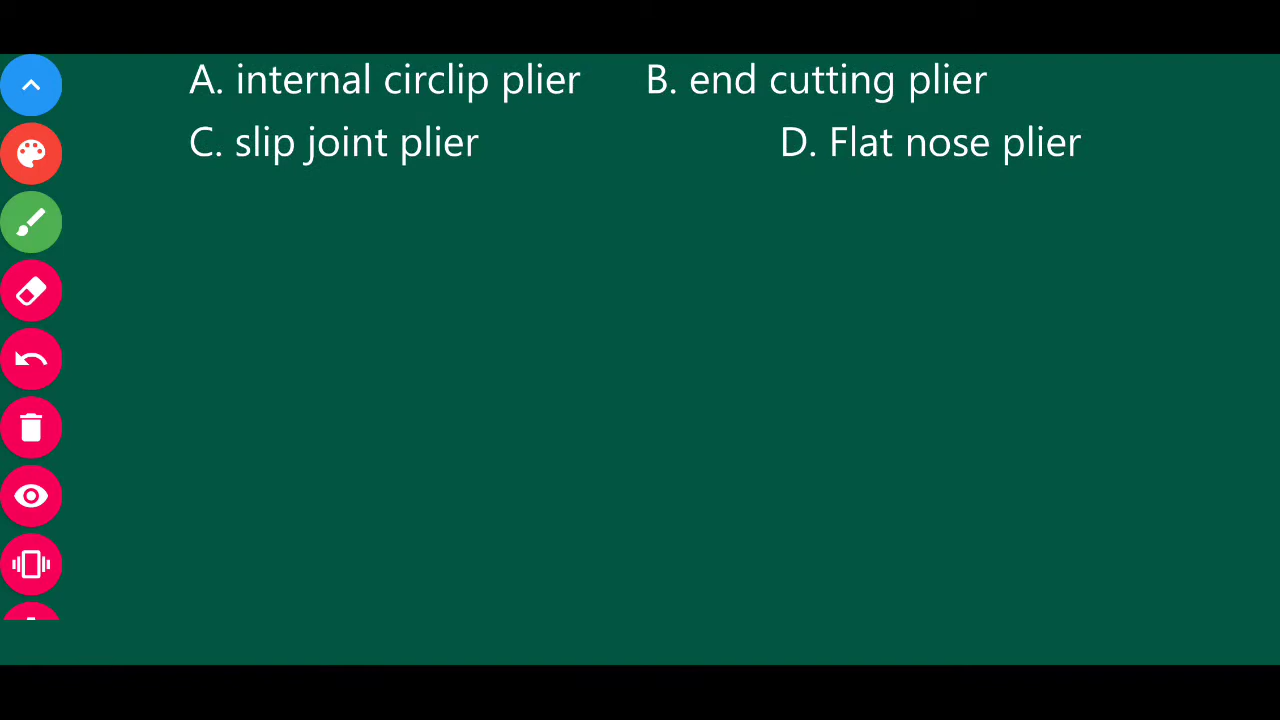 A. internal circlip plier B. end cutting plier
C. slip joint plier D. Flat nose plier